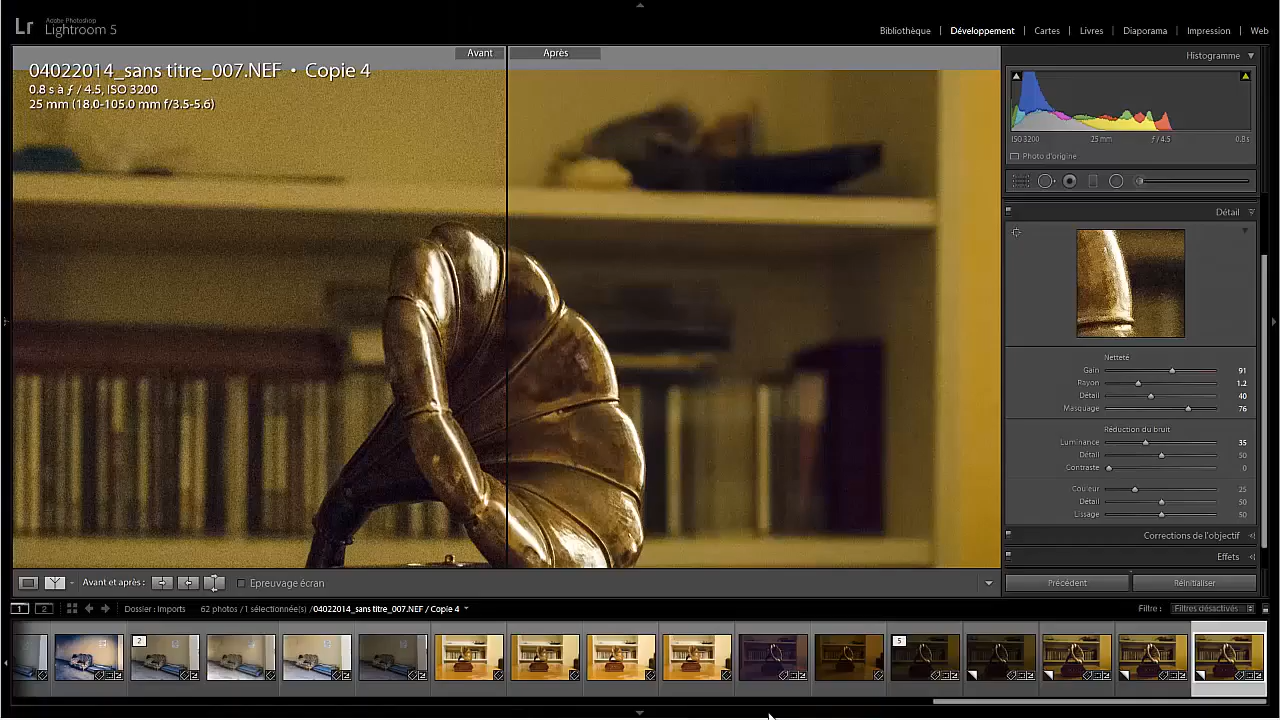 Lr
Adobe Photoshop
Lightroom 5
Bibliothèque | Développement | Cartes | Livres | Diaporama | Impression | Web
Avant
Après
Histogramme
04022014_sans titre_007.NEF • Copie 4
0.8 s à ƒ / 4.5, ISO 3200
25 mm (18.0-105.0 mm f/3.5-5.6)
ISO 3200 25 mm ƒ / 4.5 0.8s
Photo d'origine
Détail
Netteté
Gain 91
Rayon 1.2
Détail 40
Masquage 76
Réduction du bruit
Luminance 35
Détail 50
Contraste 0
Couleur 25
Détail 50
Lissage 50
Corrections de l'objectif
Effets
Avant et après :
Epreuvage écran
Précédent
Réinitialiser
1 2
Dossier : Imports
62 photos / 1 sélectionnée(s) / 04022014_sans titre_007.NEF / Copie 4
Filtre :
Filtres désactivés
2
5